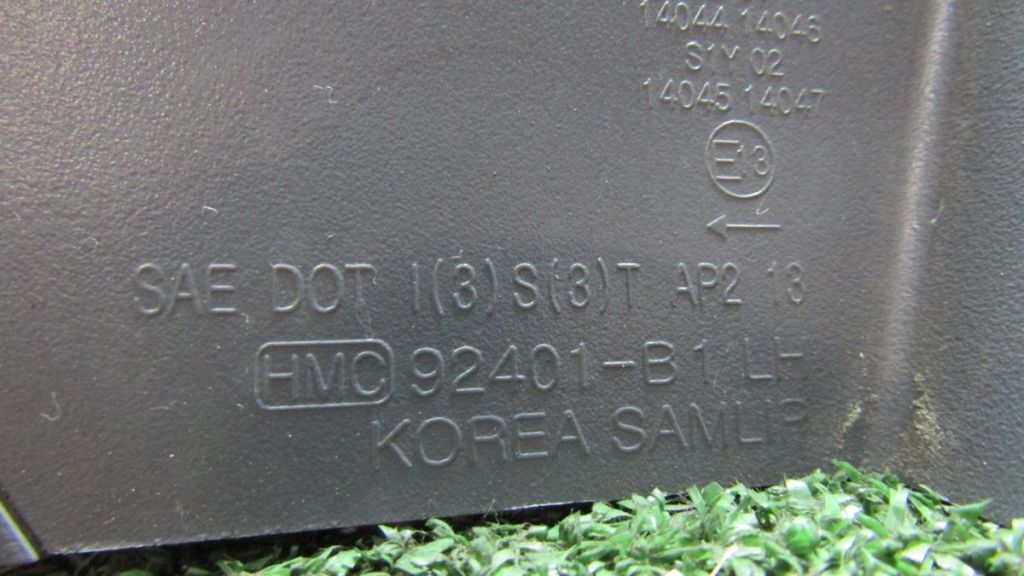 14044 14046
S1Y 02
14045 14047
E13
←
SAE DOT I(3) S(3) T AP2 13
HMC 92401-B1 LH
KOREA SAMLIP